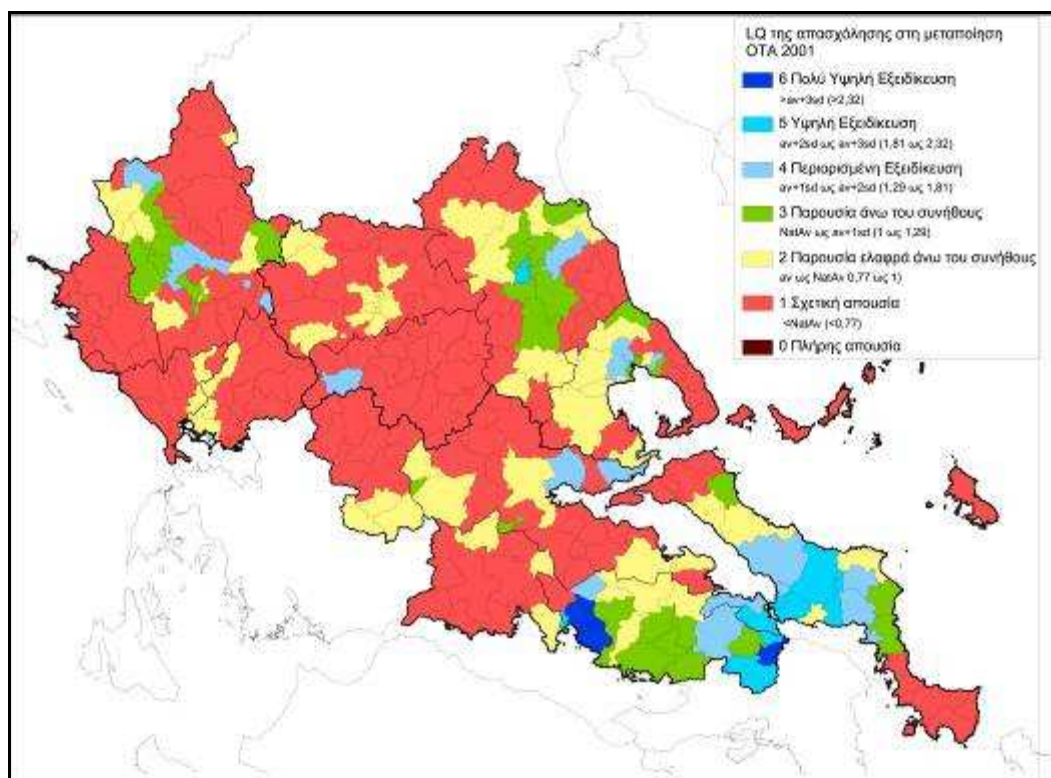 LQ της απασχόλησης στη μεταποίηση
ΟΤΑ 2001
6 Πολύ Υψηλή Εξειδίκευση
>av+3sd (>2,32)
5 Υψηλή Εξειδίκευση
av+2sd ως av+3sd (1,81 ως 2,32)
4 Περιορισμένη Εξειδίκευση
av+1sd ως av+2sd (1,29 ως 1,81)
3 Παρουσία άνω του συνήθους
NatAv ως av+1sd (1 ως 1,29)
2 Παρουσία ελαφρά άνω του συνήθους
av ως NatAv 0,77 ως 1)
1 Σχετική απουσία
<NatAv (<0,77)
0 Πλήρης απουσία